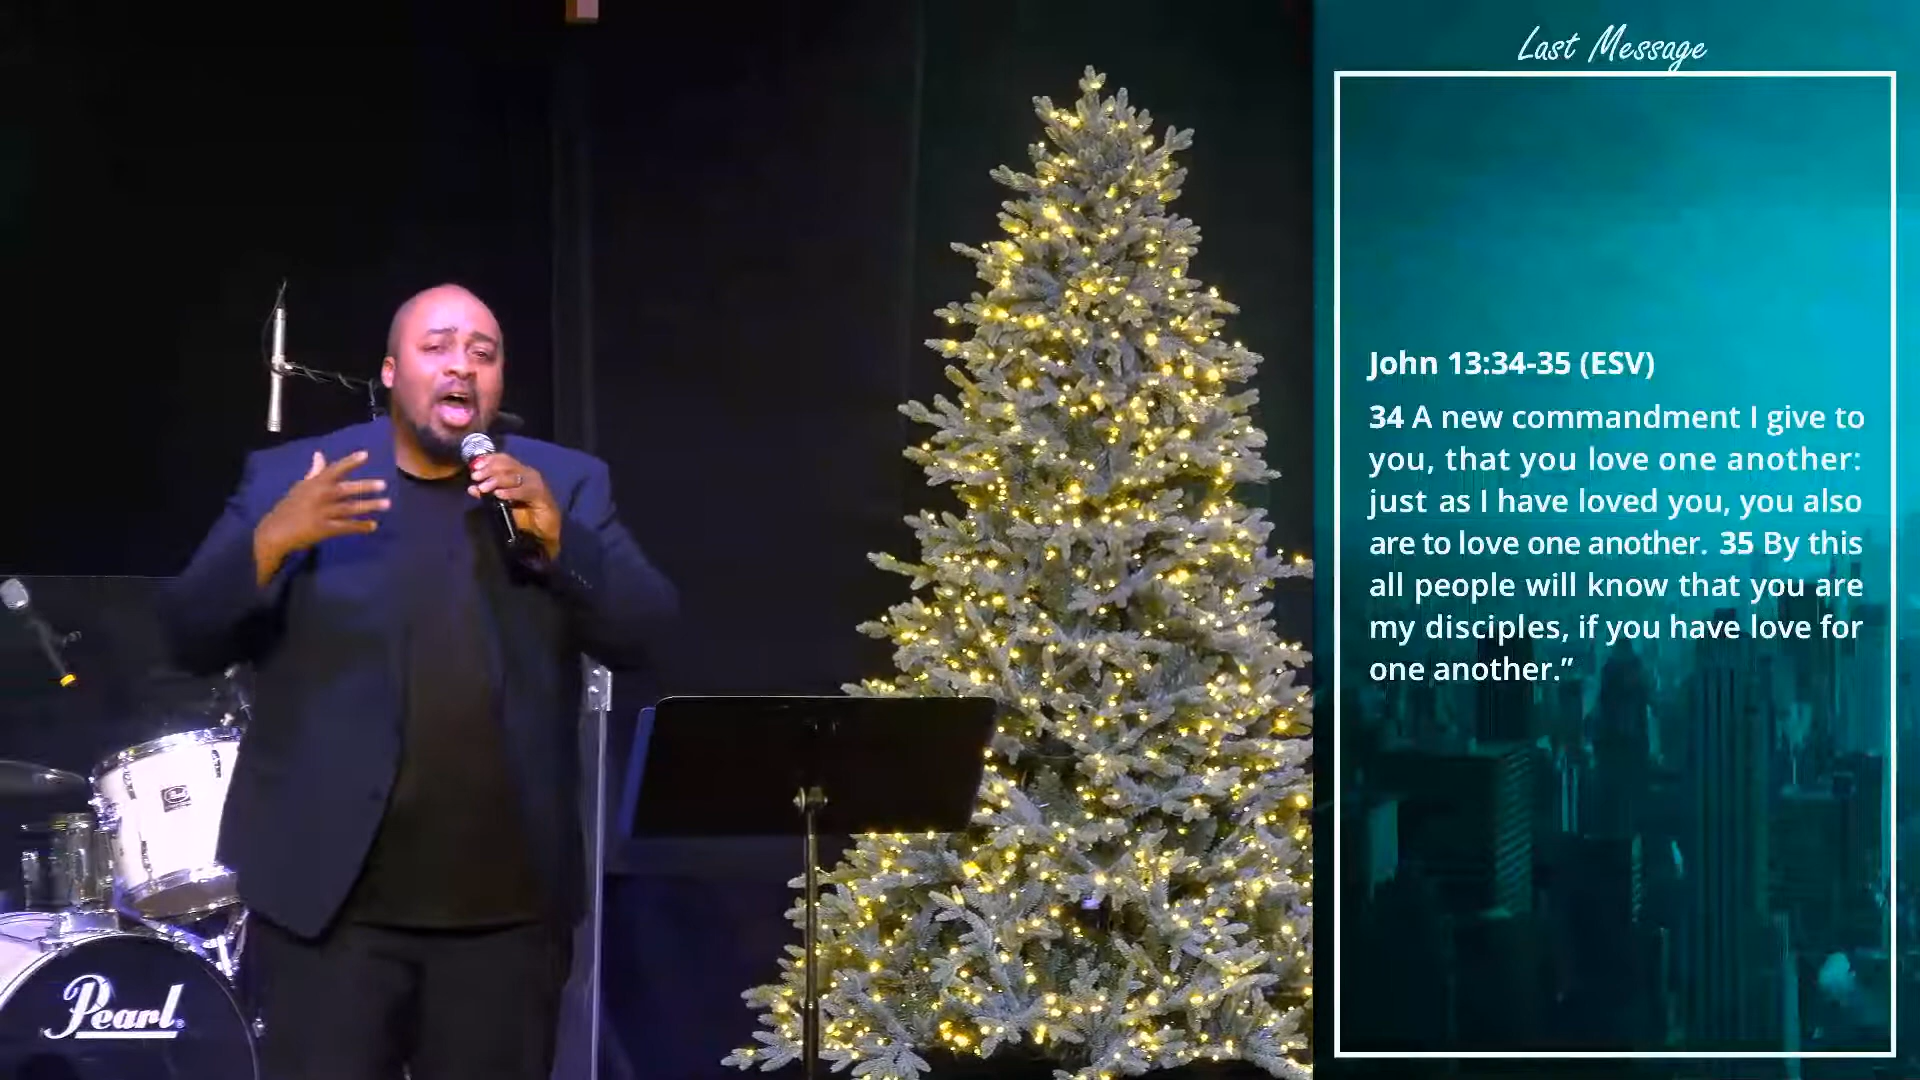 Last Message
John 13:34-35 (ESV)
34 A new commandment I give to
you, that you love one another:
just as I have loved you, you also
are to love one another. 35 By this
all people will know that you are
my disciples, if you have love for
one another.”
Pearl